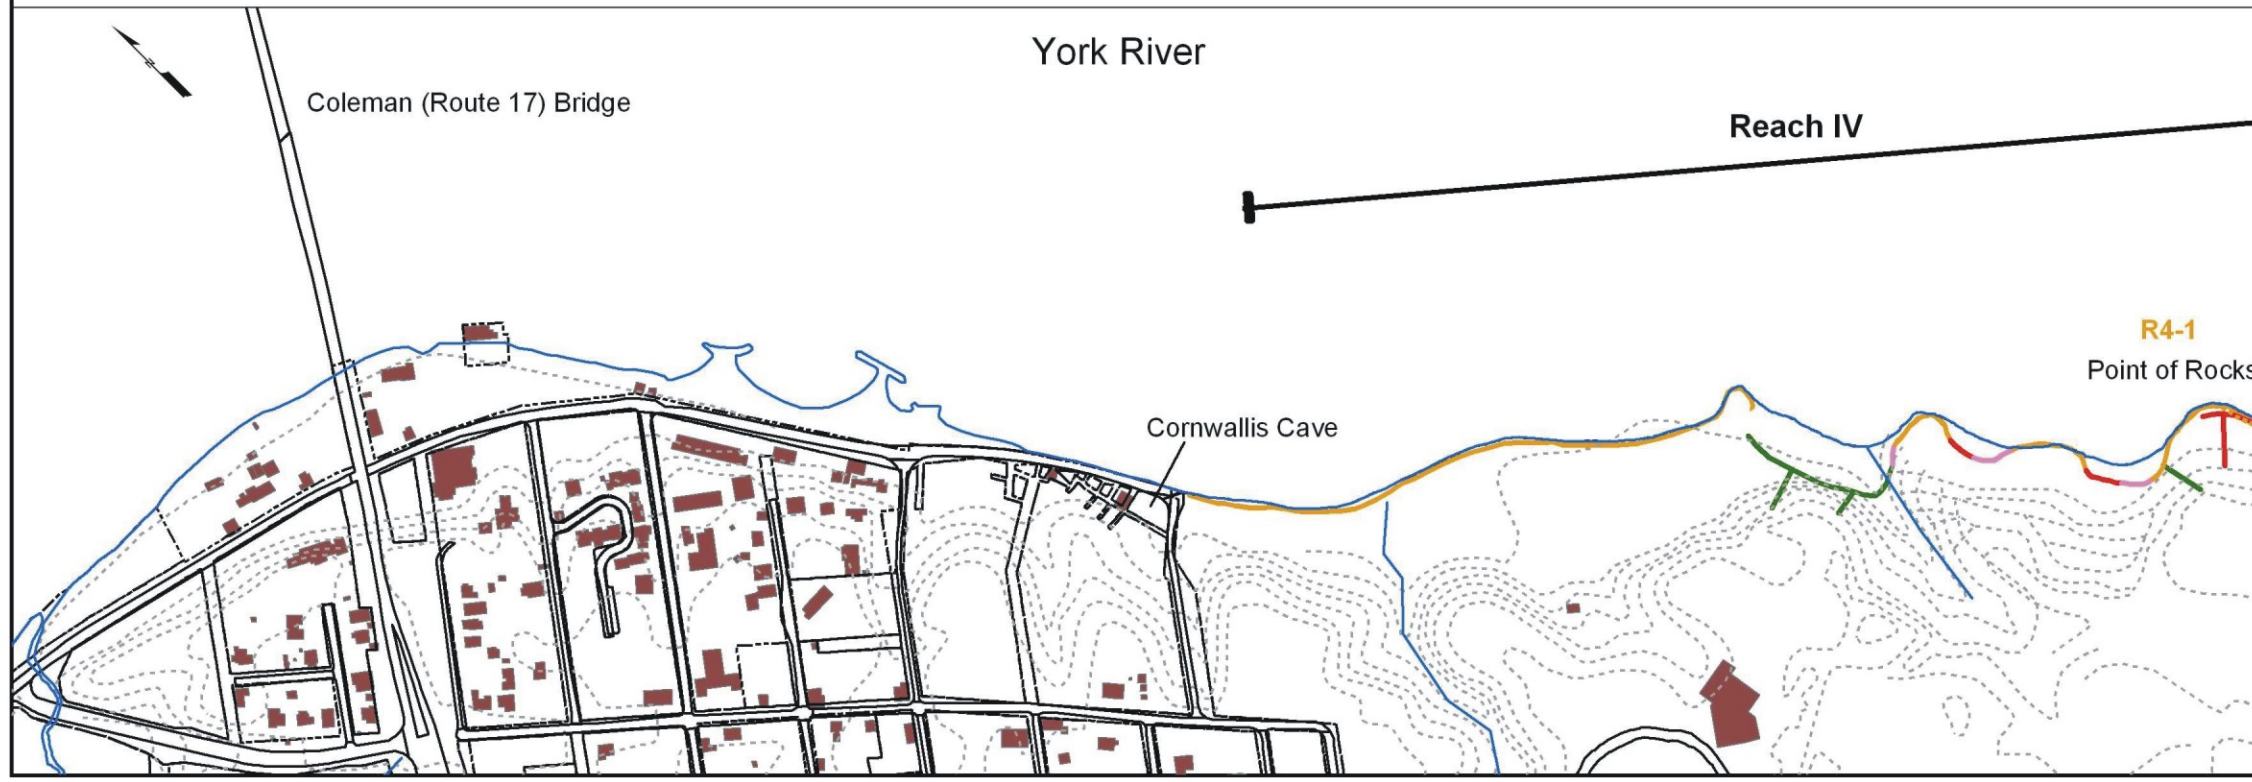 York River
Coleman (Route 17) Bridge
Reach IV
R4-1
Point of Rocks
Cornwallis Cave
N